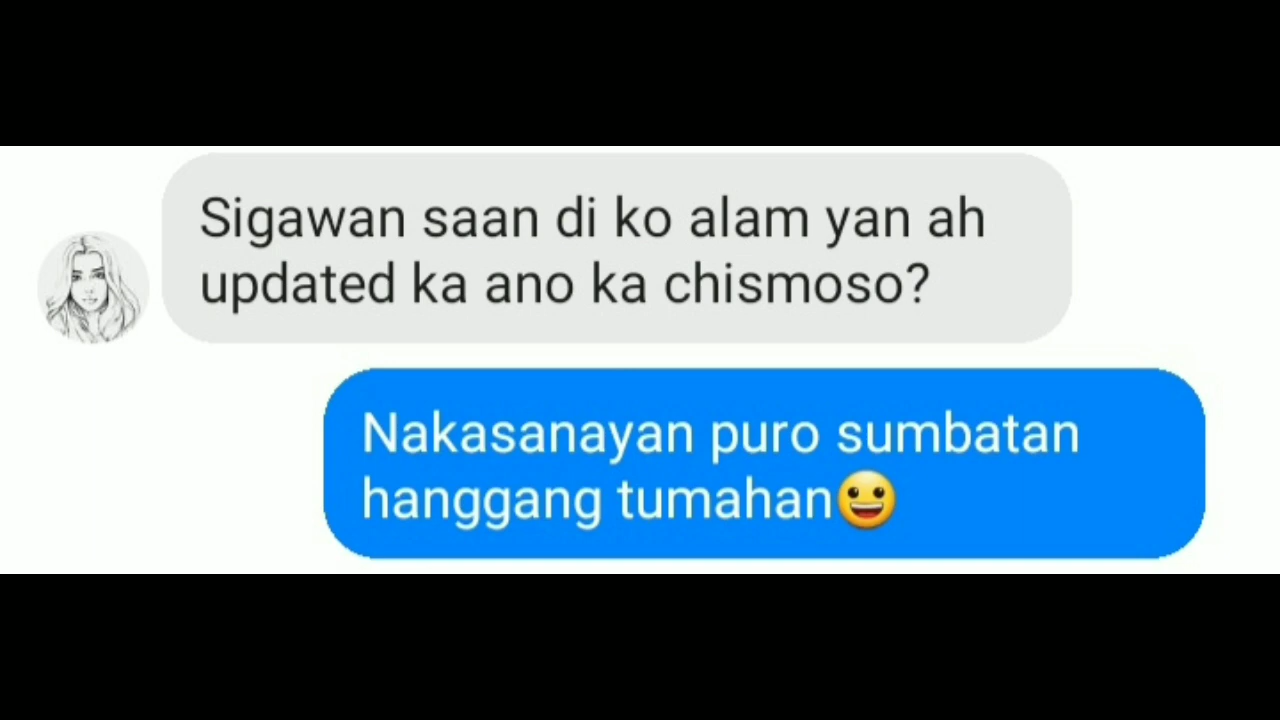 Sigawan saan di ko alam yan ah
updated ka ano ka chismoso?
Nakasanayan puro sumbatan
hanggang tumahan😀